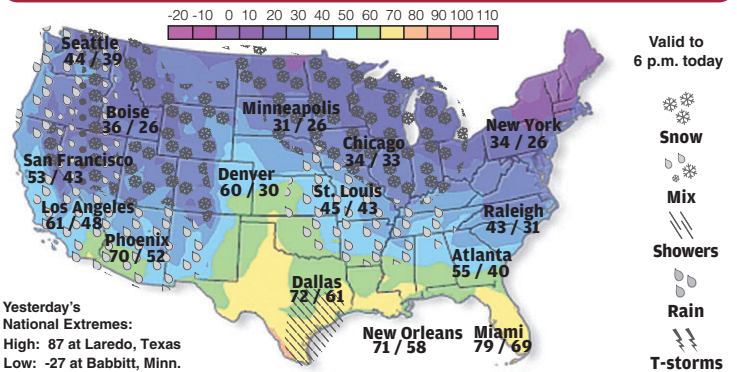 -20 -10 0 10 20 30 40 50 60 70 80 90 100 110
Seattle
44 / 39
Boise
36 / 26
Minneapolis
31 / 26
Chicago
34 / 33
New York
34 / 26
San Francisco
53 / 43
Denver
60 / 30
St. Louis
45 / 43
Los Angeles
61 / 48
Raleigh
43 / 31
Phoenix
70 / 52
Atlanta
55 / 40
Dallas
72 / 61
New Orleans
71 / 58
Miami
79 / 69
Yesterday's
National Extremes:
High: 87 at Laredo, Texas
Low: -27 at Babbitt, Minn.
Valid to
6 p.m. today
Snow
Mix
Showers
Rain
T-storms